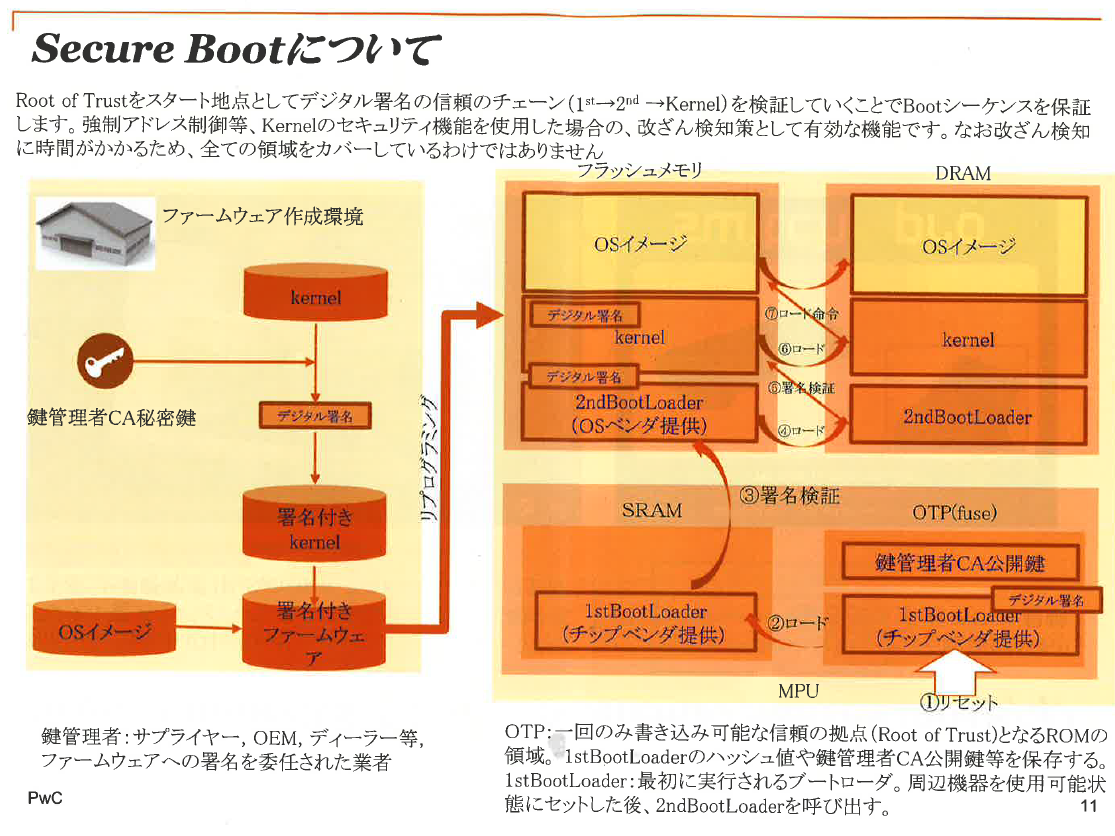 Secure Bootについて
Root of Trustをスタート地点としてデジタル署名の信頼のチェーン(1st→2nd →Kernel)を検証していくことでBootシーケンスを保証
します。強制アドレス制御等、Kernelのセキュリティ機能を使用した場合の、改ざん検知策として有効な機能です。なお改ざん検知
に時間がかかるため、全ての領域をカバーしているわけではありません
ファームウェア作成環境
kernel
鍵管理者CA秘密鍵
デジタル署名
署名付き
kernel
OSイメージ
署名付き
ファームウェ
ア
リプログラミング
フラッシュメモリ
DRAM
OSイメージ
OSイメージ
⑦ロード命令
デジタル署名
kernel
⑥ロード
kernel
⑤署名検証
デジタル署名
2ndBootLoader
(OSベンダ提供)
④ロード
2ndBootLoader
③署名検証
SRAM
OTP(fuse)
鍵管理者CA公開鍵
デジタル署名
1stBootLoader
(チップベンダ提供)
②ロード
1stBootLoader
(チップベンダ提供)
MPU
①リセット
鍵管理者:サプライヤー, OEM, ディーラー等,
ファームウェアへの署名を委任された業者
OTP:一回のみ書き込み可能な信頼の拠点(Root of Trust)となるROMの
領域。1stBootLoaderのハッシュ値や鍵管理者CA公開鍵等を保存する。
1stBootLoader:最初に実行されるブートローダ。周辺機器を使用可能状
態にセットした後、2ndBootLoaderを呼び出す。
PwC
11